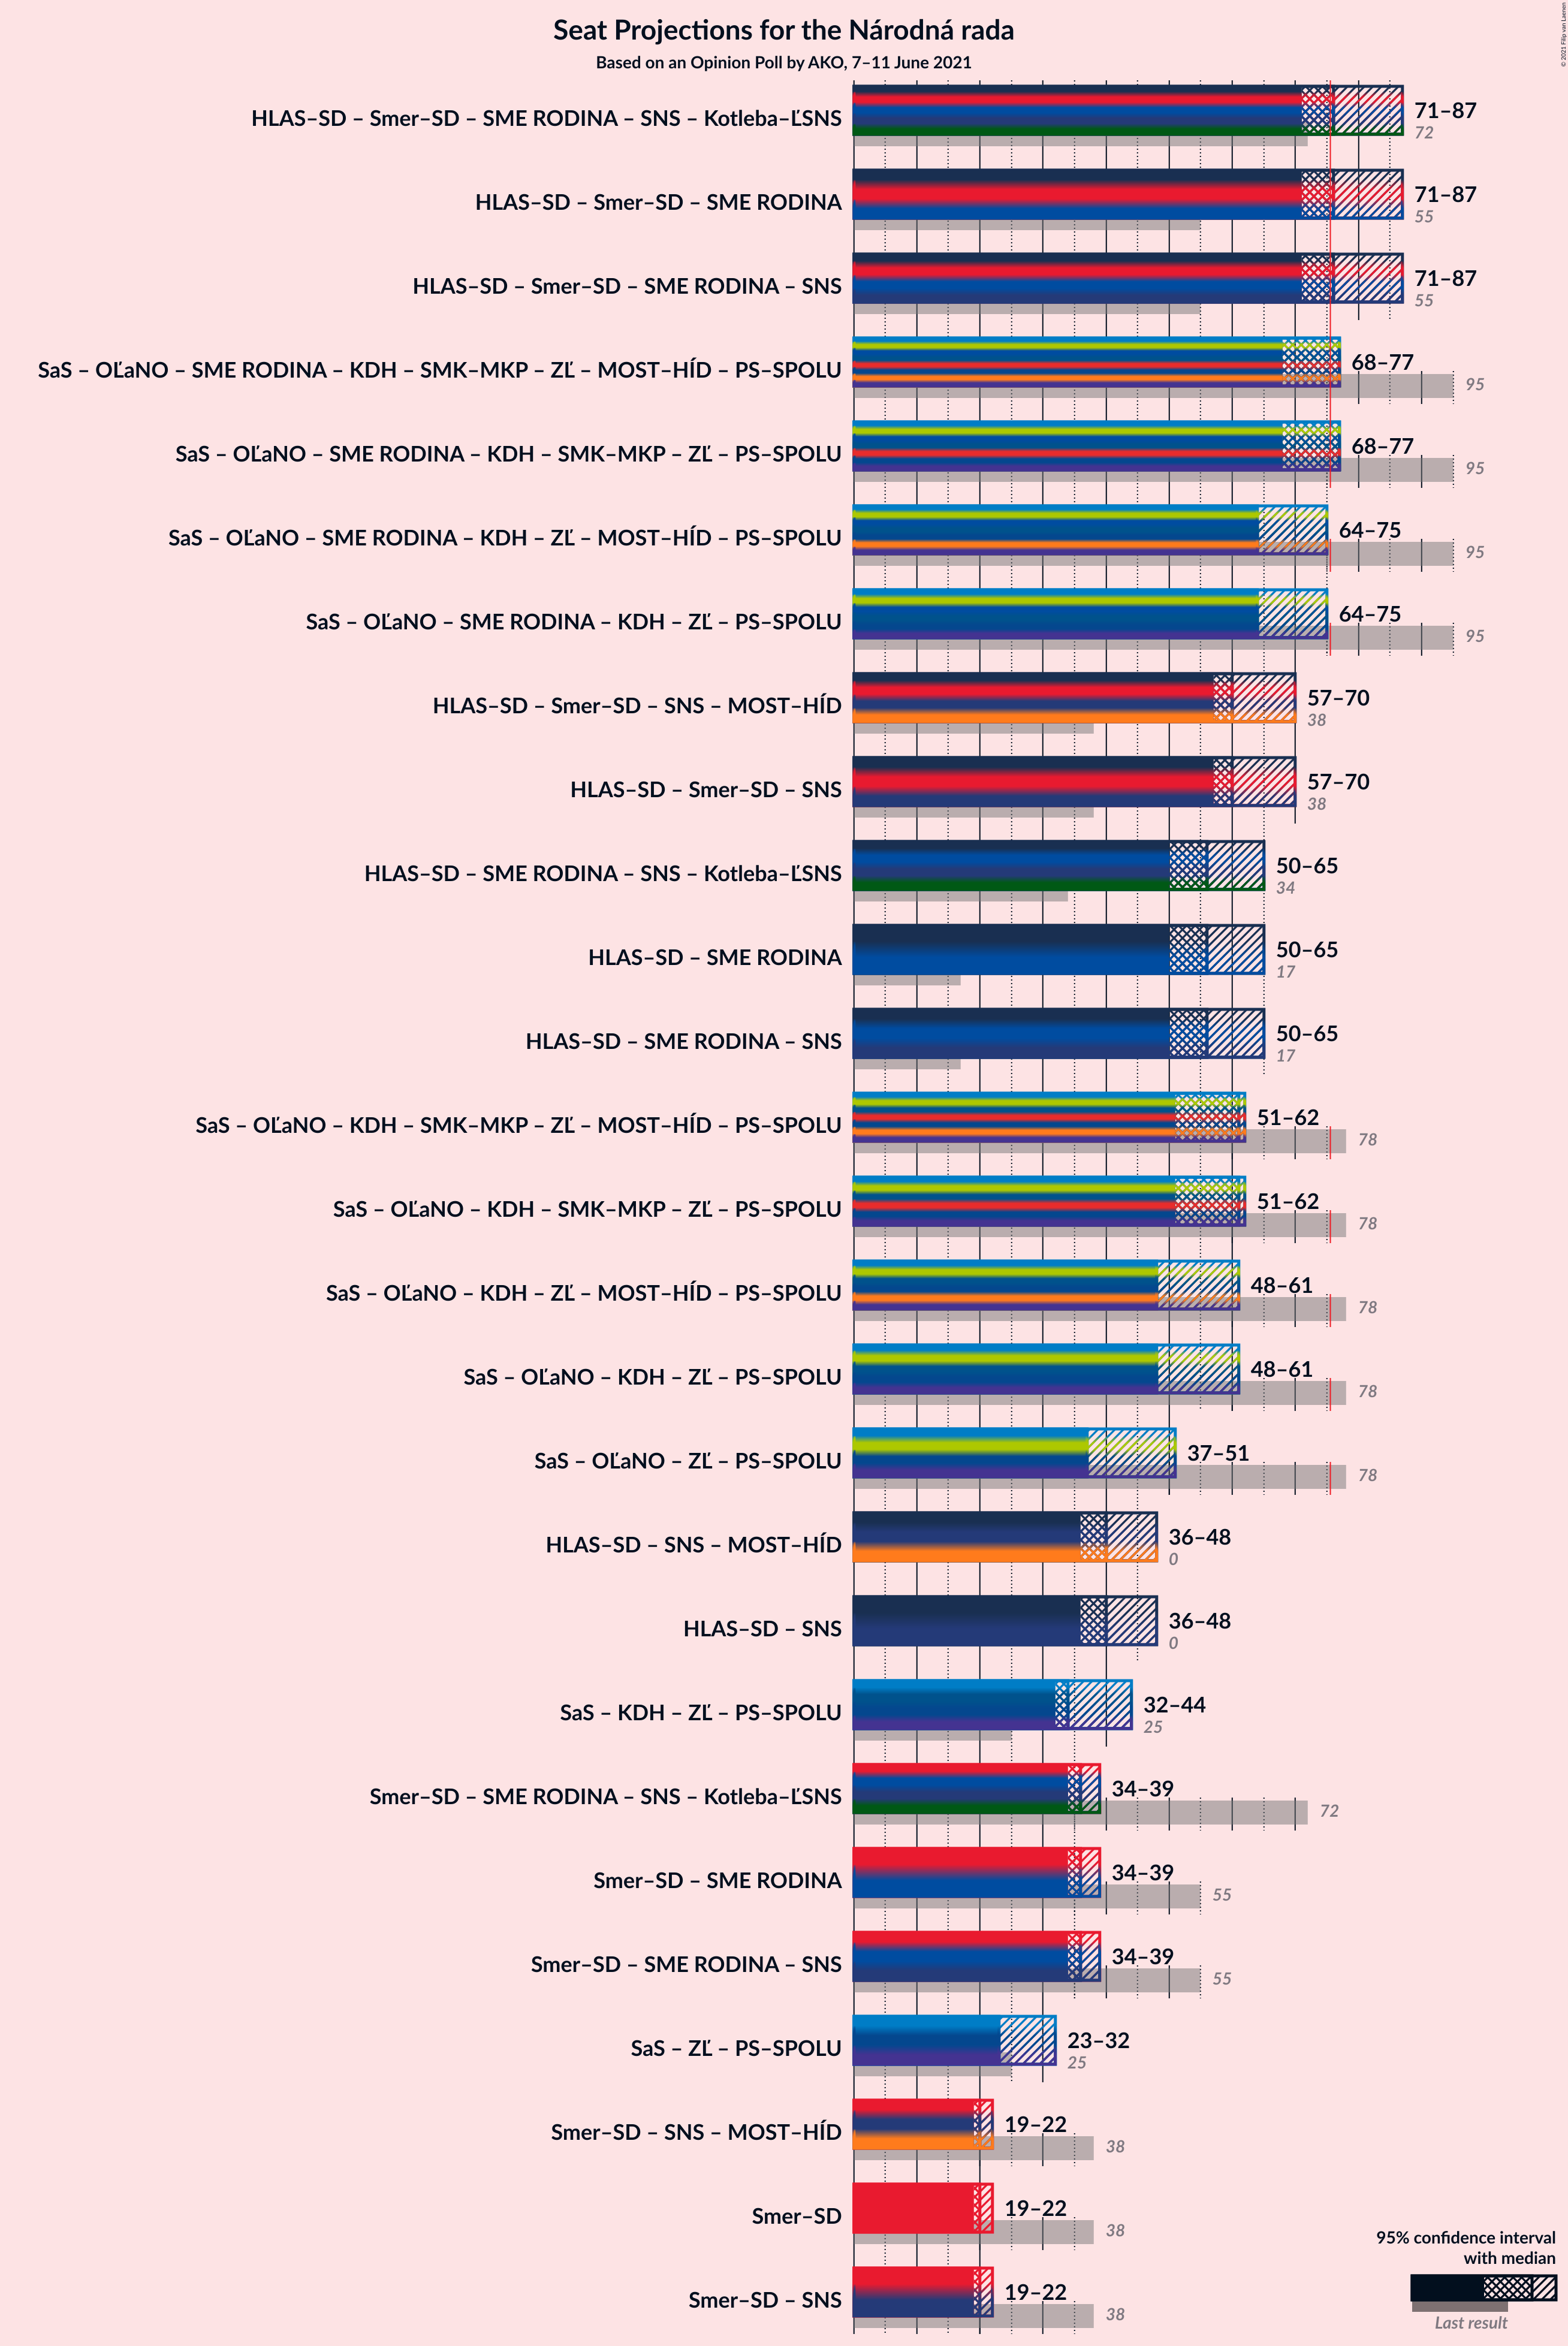 Seat Projections for the Národná rada
Based on an Opinion Poll by AKO, 7–11 June 2021
© 2021 Filip van Laenen
HLAS–SD – Smer–SD – SME RODINA – SNS – Kotleba–ĽSNS
71–87
72
HLAS–SD – Smer–SD – SME RODINA
71–87
55
HLAS–SD – Smer–SD – SME RODINA – SNS
71–87
55
SaS – OĽaNO – SME RODINA – KDH – SMK–MKP – ZĽ – MOST–HÍD – PS–SPOLU
68–77
95
SaS – OĽaNO – SME RODINA – KDH – SMK–MKP – ZĽ – PS–SPOLU
68–77
95
SaS – OĽaNO – SME RODINA – KDH – ZĽ – MOST–HÍD – PS–SPOLU
64–75
95
SaS – OĽaNO – SME RODINA – KDH – ZĽ – PS–SPOLU
64–75
95
HLAS–SD – Smer–SD – SNS – MOST–HÍD
57–70
38
HLAS–SD – Smer–SD – SNS
57–70
38
HLAS–SD – SME RODINA – SNS – Kotleba–ĽSNS
50–65
34
HLAS–SD – SME RODINA
50–65
17
HLAS–SD – SME RODINA – SNS
50–65
17
SaS – OĽaNO – KDH – SMK–MKP – ZĽ – MOST–HÍD – PS–SPOLU
51–62
78
SaS – OĽaNO – KDH – SMK–MKP – ZĽ – PS–SPOLU
51–62
78
SaS – OĽaNO – KDH – ZĽ – MOST–HÍD – PS–SPOLU
48–61
78
SaS – OĽaNO – KDH – ZĽ – PS–SPOLU
48–61
78
SaS – OĽaNO – ZĽ – PS–SPOLU
37–51
78
HLAS–SD – SNS – MOST–HÍD
36–48
0
HLAS–SD – SNS
36–48
0
SaS – KDH – ZĽ – PS–SPOLU
32–44
25
Smer–SD – SME RODINA – SNS – Kotleba–ĽSNS
34–39
72
Smer–SD – SME RODINA
34–39
55
Smer–SD – SME RODINA – SNS
34–39
55
SaS – ZĽ – PS–SPOLU
23–32
25
Smer–SD – SNS – MOST–HÍD
19–22
38
Smer–SD
19–22
38
Smer–SD – SNS
19–22
38
95% confidence interval
with median
Last result